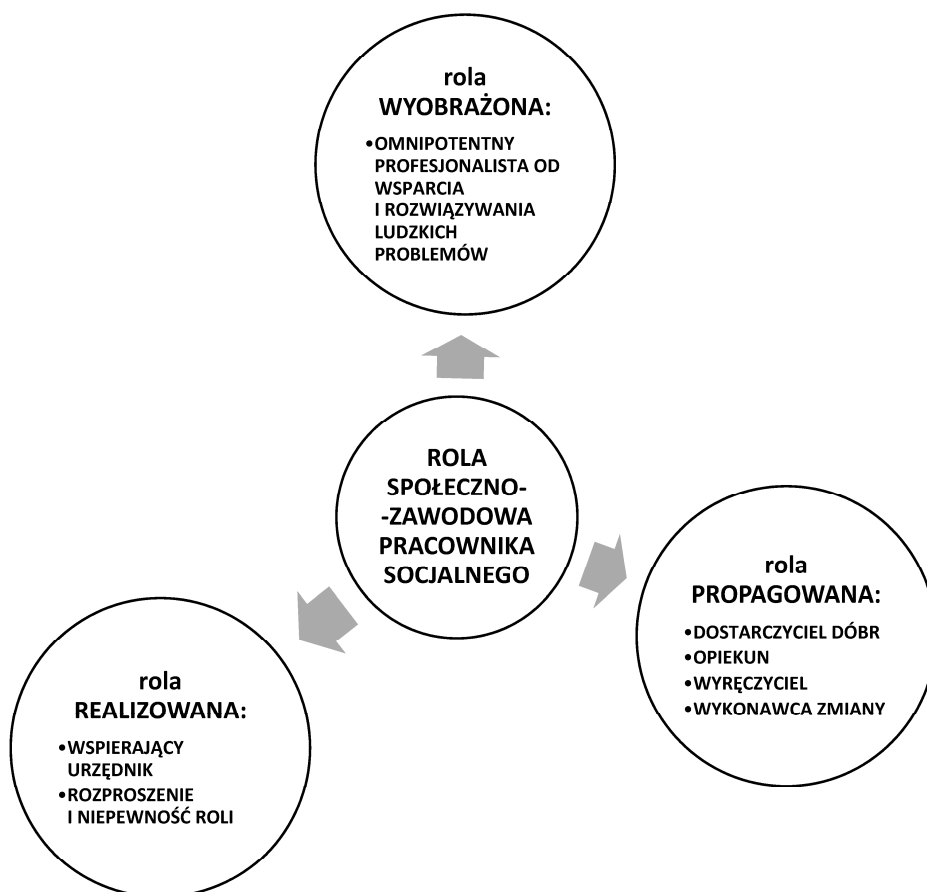 rola
WYOBRAŻONA:
•OMNIPOTENTNY
PROFESJONALISTA OD
WSPARCIA
I ROZWIĄZYWANIA
LUDZKICH
PROBLEMÓW
ROLA
SPOŁECZNO-
-ZAWODOWA
PRACOWNIKA
SOCJALNEGO
rola
PROPAGOWANA:
•DOSTARCZYCIEL DÓBR
•OPIEKUN
•WYRĘCZYCIEL
•WYKONAWCA ZMIANY
rola
REALIZOWANA:
•WSPIERAJĄCY
URZĘDNIK
•ROZPROSZENIE
I NIEPEWNOŚĆ ROLI